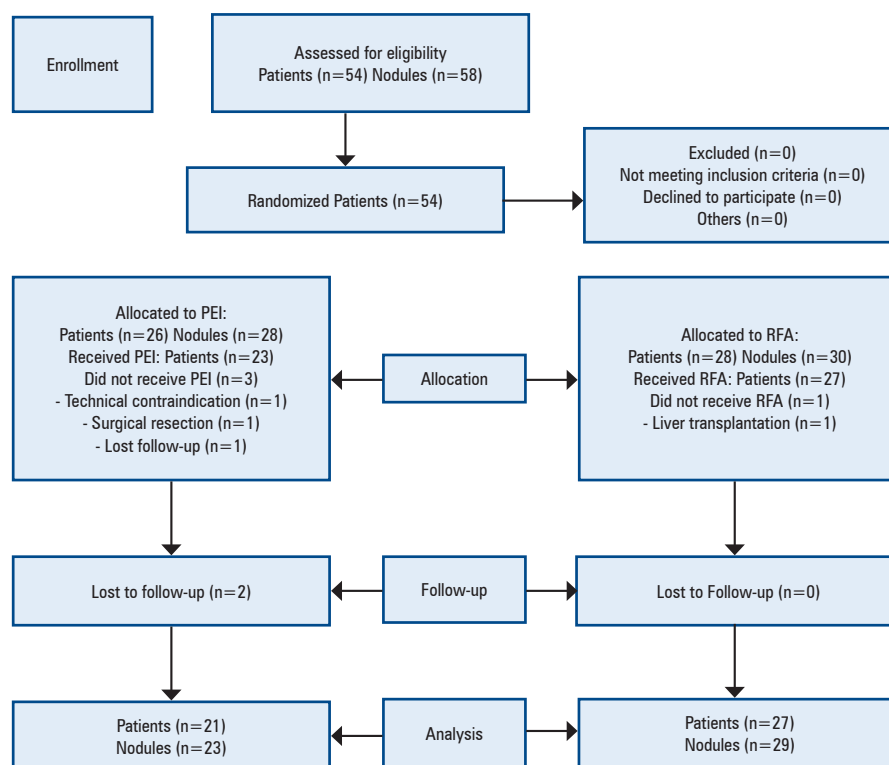 Enrollment
Assessed for eligibility
Patients (n=54) Nodules (n=58)
Randomized Patients (n=54)
Excluded (n=0)
Not meeting inclusion criteria (n=0)
Declined to participate (n=0)
Others (n=0)
Allocated to PEI:
Patients (n=26) Nodules (n=28)
Received PEI: Patients (n=23)
Did not receive PEI (n=3)
- Technical contraindication (n=1)
- Surgical resection (n=1)
- Lost follow-up (n=1)
Allocation
Allocated to RFA:
Patients (n=28) Nodules (n=30)
Received RFA: Patients (n=27)
Did not receive RFA (n=1)
- Liver transplantation (n=1)
Lost to follow-up (n=2)
Follow-up
Lost to Follow-up (n=0)
Patients (n=21)
Nodules (n=23)
Analysis
Patients (n=27)
Nodules (n=29)